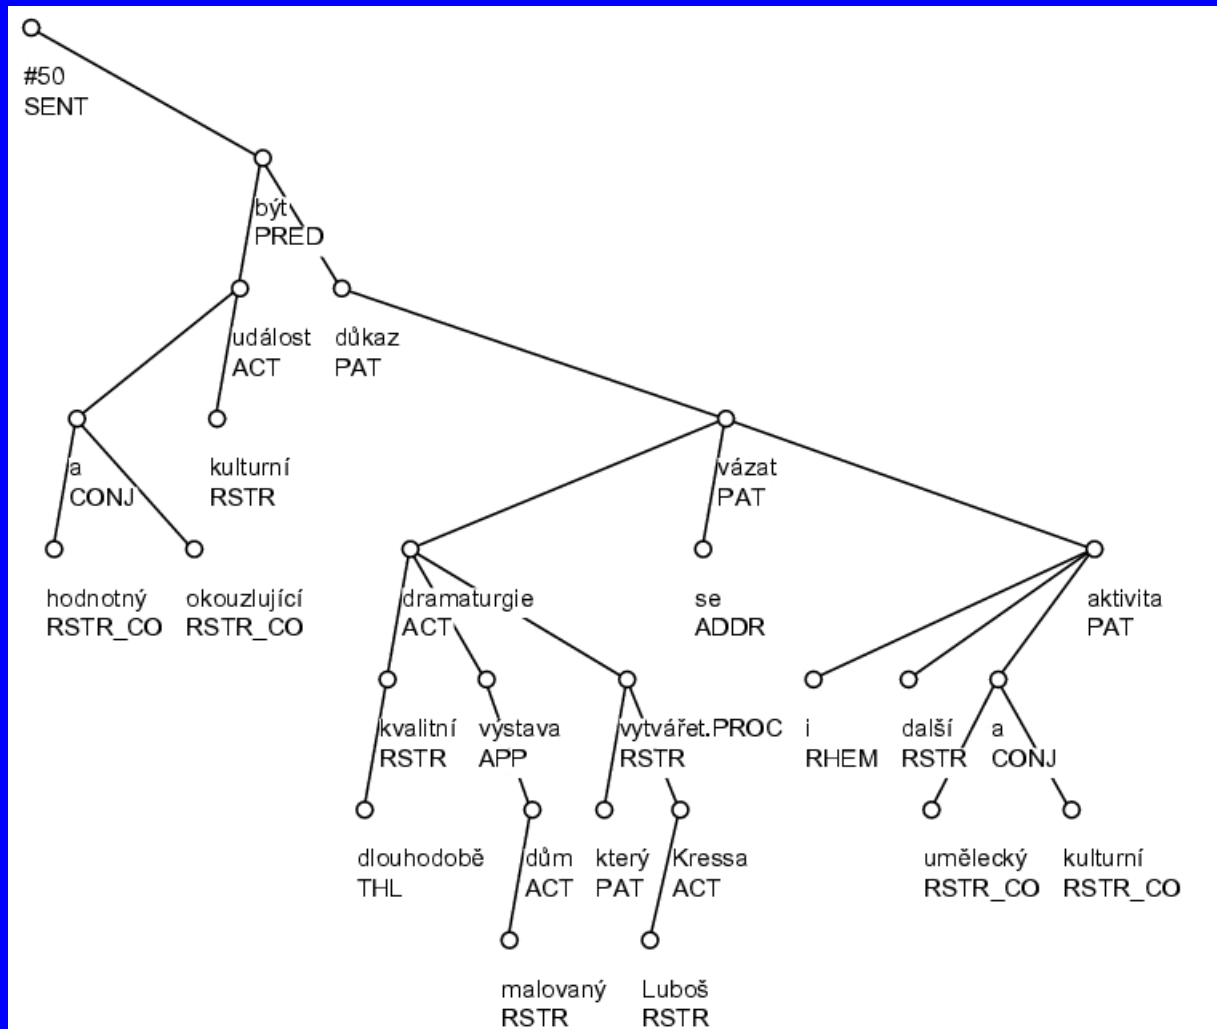 #50
SENT
být
PRED
událost
ACT
důkaz
PAT
a
CONJ
kulturní
RSTR
vázat
PAT
hodnotný
RSTR_CO
okouzlující
RSTR_CO
dramaturgie
ACT
se
ADDR
aktivita
PAT
kvalitní
RSTR
výstava
APP
vytvářet.PROC
RSTR
i
RHEM
další
RSTR
a
CONJ
dlouhodobě
THL
dům
ACT
který
PAT
Kressa
ACT
umělecký
RSTR_CO
kulturní
RSTR_CO
malovaný
RSTR
Luboš
RSTR